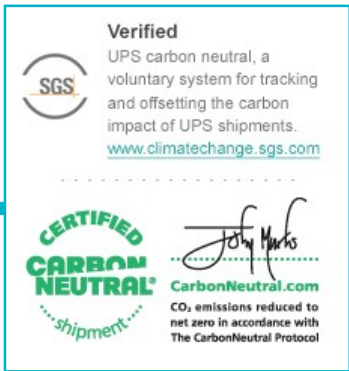 Verified
SGS
UPS carbon neutral, a
voluntary system for tracking
and offsetting the carbon
impact of UPS shipments.
www.climatechange.sgs.com
CERTIFIED
CARBON
NEUTRAL®
shipment
CarbonNeutral.com
CO₂ emissions reduced to
net zero in accordance with
The CarbonNeutral Protocol